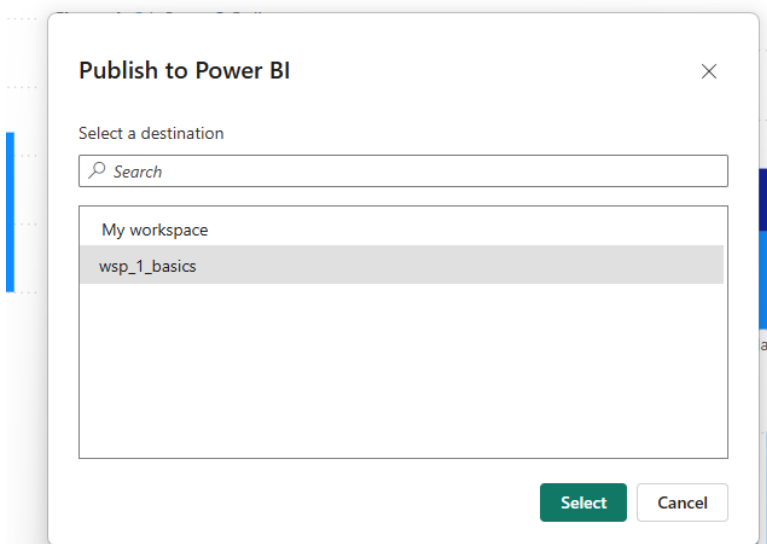 Publish to Power BI
Select a destination
Search
My workspace
wsp_1_basics
Select
Cancel